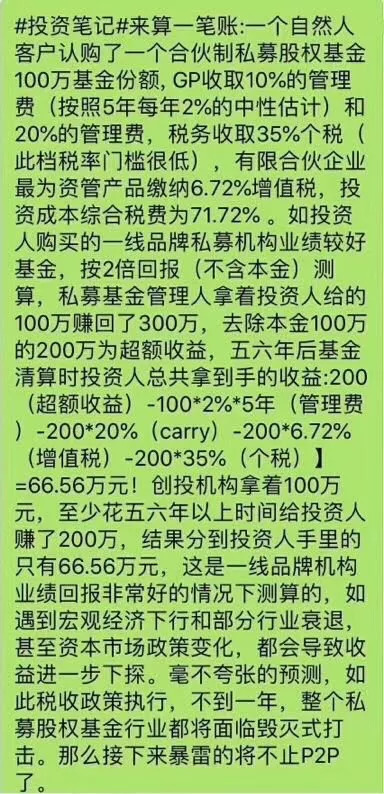 #投资笔记#来算一笔账:一个自然人
客户认购了一个合伙制私募股权基金
100万基金份额, GP收取10%的管理
费（按照5年每年2%的中性估计）和
20%的管理费，税务收取35%个税（
此档税率门槛很低），有限合伙企业
最为资管产品缴纳6.72%增值税，投
资成本综合税费为71.72% 。如投资
人购买的一线品牌私募机构业绩较好
基金，按2倍回报（不含本金）测
算，私募基金管理人拿着投资人给的
100万赚回了300万，去除本金100万
的200万为超额收益，五六年后基金
清算时投资人总共拿到手的收益:200
（超额收益）-100*2%*5年（管理费
）-200*20%（carry）-200*6.72%
（增值税）-200*35%（个税）】
=66.56万元！创投机构拿着100万
元，至少花五六年以上时间给投资人
赚了200万，结果分到投资人手里的
只有66.56万元，这是一线品牌机构
业绩回报非常好的情况下测算的，如
遇到宏观经济下行和部分行业衰退，
甚至资本市场政策变化，都会导致收
益进一步下探。毫不夸张的预测，如
此税收政策执行，不到一年，整个私
募股权基金行业都将面临毁灭式打
击。那么接下来暴雷的将不止P2P
了。